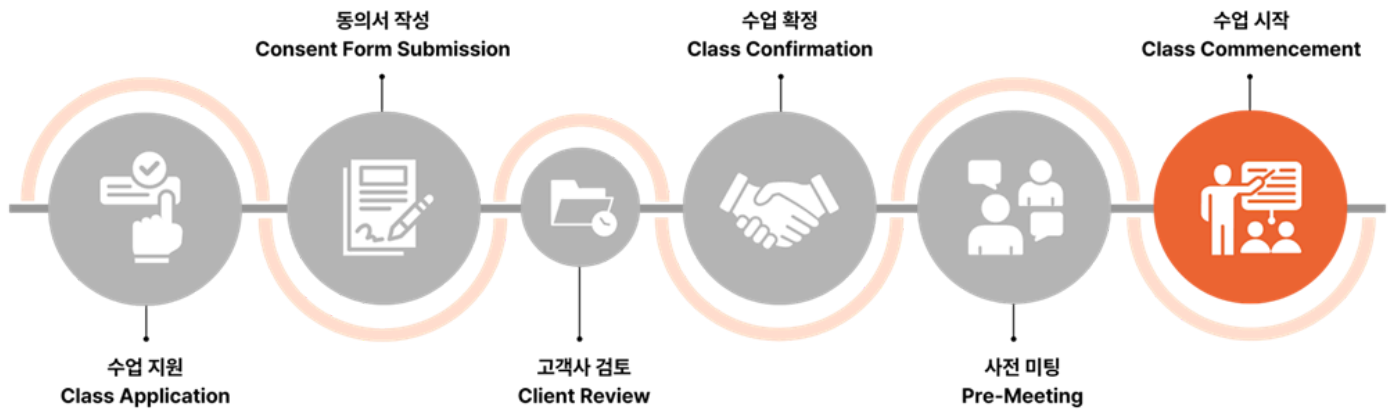 수업 지원
Class Application
동의서 작성
Consent Form Submission
고객사 검토
Client Review
수업 확정
Class Confirmation
사전 미팅
Pre-Meeting
수업 시작
Class Commencement